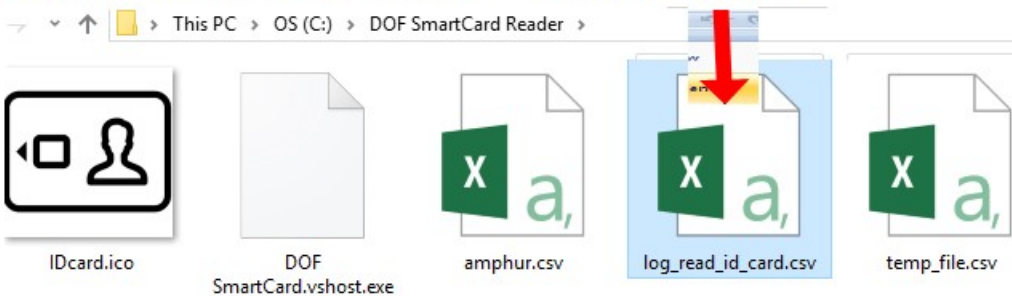 This PC > OS (C:) > DOF SmartCard Reader >
X a,
X a,
X a,
IDcard.ico
DOF SmartCard.vshost.exe
amphur.csv
log_read_id_card.csv
temp_file.csv